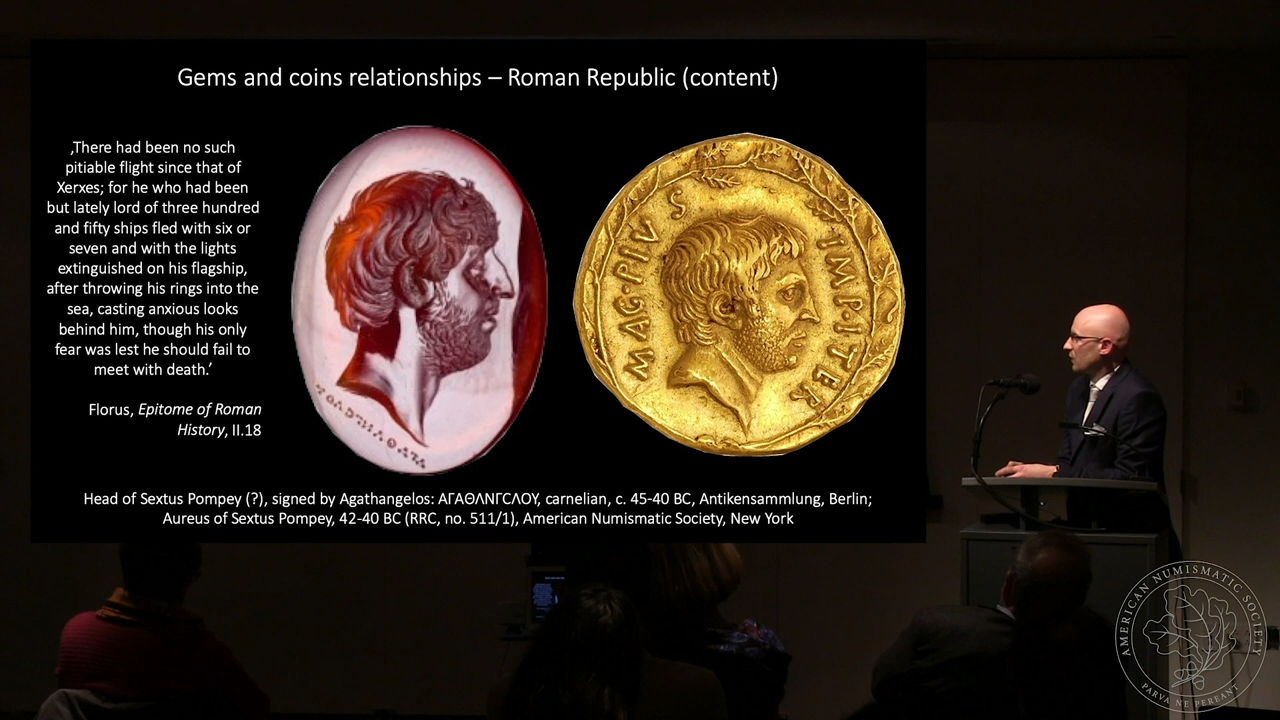 Gems and coins relationships – Roman Republic (content)
‚There had been no such
pitiable flight since that of
Xerxes; for he who had been
but lately lord of three hundred
and fifty ships fled with six or
seven and with the lights
extinguished on his flagship,
after throwing his rings into the
sea, casting anxious looks
behind him, though his only
fear was lest he should fail to
meet with death.’
Florus, Epitome of Roman
History, II.18
MAG·PIVS
IMP·ITER
Head of Sextus Pompey (?), signed by Agathangelos: ΑΓΑΘΛΝΓСΛΟΥ, carnelian, c. 45-40 BC, Antikensammlung, Berlin;
Aureus of Sextus Pompey, 42-40 BC (RRC, no. 511/1), American Numismatic Society, New York
AMERICAN NUMISMATIC SOCIETY
PARVA NE PEREANT